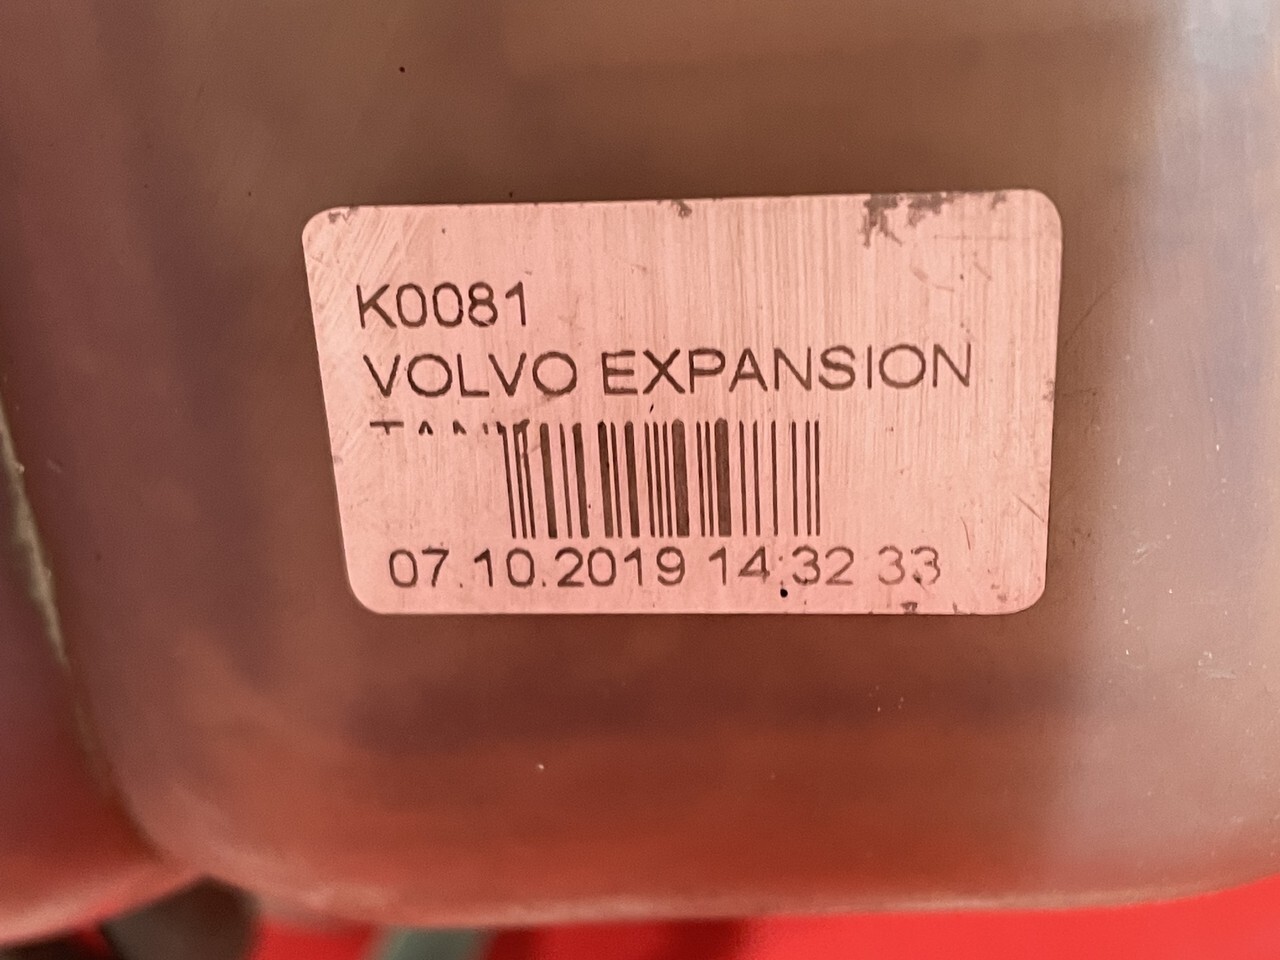 K0081
VOLVO EXPANSION
07.10.2019 14:32 33